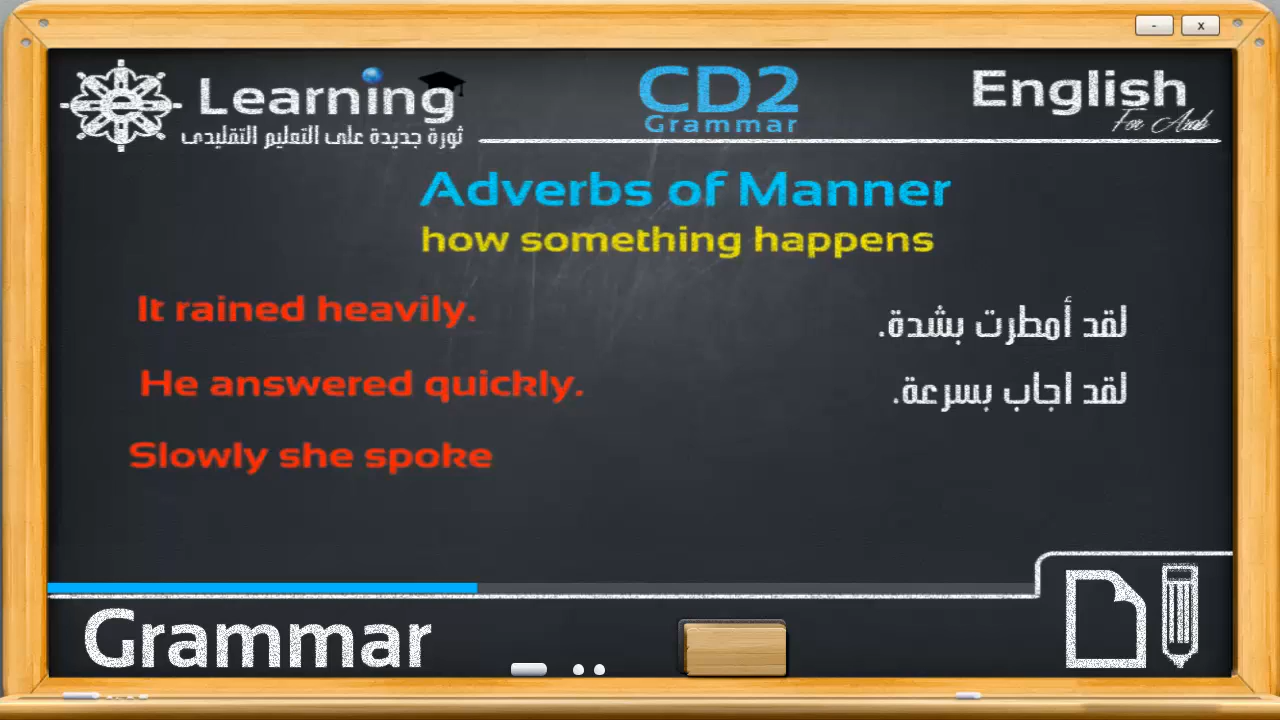 - x
Learning
ثورة جديدة على التعليم التقليدى
CD2
Grammar
English
For Arab
Adverbs of Manner
how something happens
It rained heavily.
لقد أمطرت بشدة.
He answered quickly.
لقد اجاب بسرعة.
Slowly she spoke
Grammar